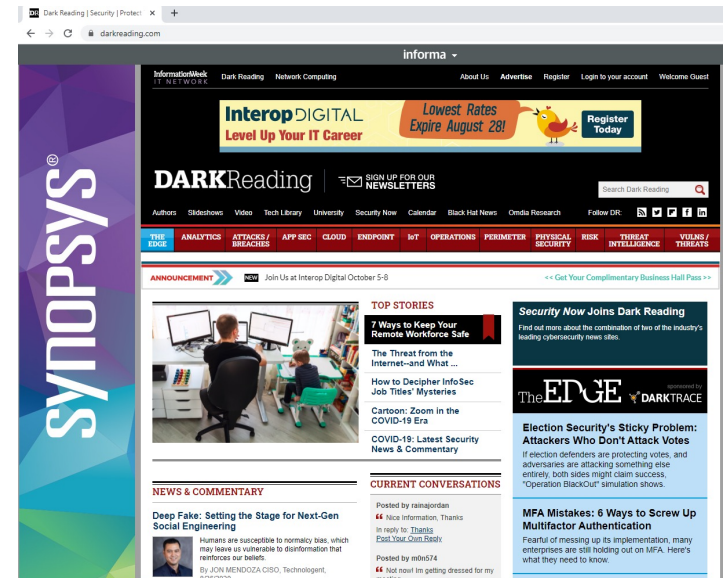 Dark Reading | Security | Protect
darkreading.com
informa
InformationWeek
IT NETWORK
Dark Reading Network Computing
About Us Advertise Register Login to your account Welcome Guest
Interop DIGITAL
Level Up Your IT Career
Lowest Rates
Expire August 28!
Register
Today
SYNOPSYS®
DARKReading
SIGN UP FOR OUR
NEWSLETTERS
Search Dark Reading
Authors Slideshows Video Tech Library University Security Now Calendar Black Hat News Omdia Research Follow DR:
THE EDGE
ANALYTICS
ATTACKS / BREACHES
APP SEC
CLOUD
ENDPOINT
IoT
OPERATIONS
PERIMETER
PHYSICAL SECURITY
RISK
THREAT INTELLIGENCE
VULNS / THREATS
ANNOUNCEMENT NEW Join Us at Interop Digital October 5-8 << Get Your Complimentary Business Hall Pass >>
TOP STORIES
7 Ways to Keep Your
Remote Workforce Safe
The Threat from the
Internet--and What ...
How to Decipher InfoSec
Job Titles' Mysteries
Cartoon: Zoom in the
COVID-19 Era
COVID-19: Latest Security
News & Commentary
Security Now Joins Dark Reading
Find out more about the combination of two of the industry's
leading cybersecurity news sites.
The EDGE
sponsored by
DARKTRACE
Election Security's Sticky Problem:
Attackers Who Don't Attack Votes
If election defenders are protecting votes, and
adversaries are attacking something else
entirely, both sides might claim success,
"Operation BlackOut" simulation shows.
MFA Mistakes: 6 Ways to Screw Up
Multifactor Authentication
Fearful of messing up its implementation, many
enterprises are still holding out on MFA. Here's
what they need to know.
NEWS & COMMENTARY
Deep Fake: Setting the Stage for Next-Gen
Social Engineering
Humans are susceptible to normalcy bias, which
may leave us vulnerable to disinformation that
reinforces our beliefs.
By JON MENDOZA CISO, Technologent,
CURRENT CONVERSATIONS
Posted by rainajordan
Nice Information, Thanks
In reply to: Thanks
Post Your Own Reply
Posted by m0n574
Not now! Im getting dressed for my